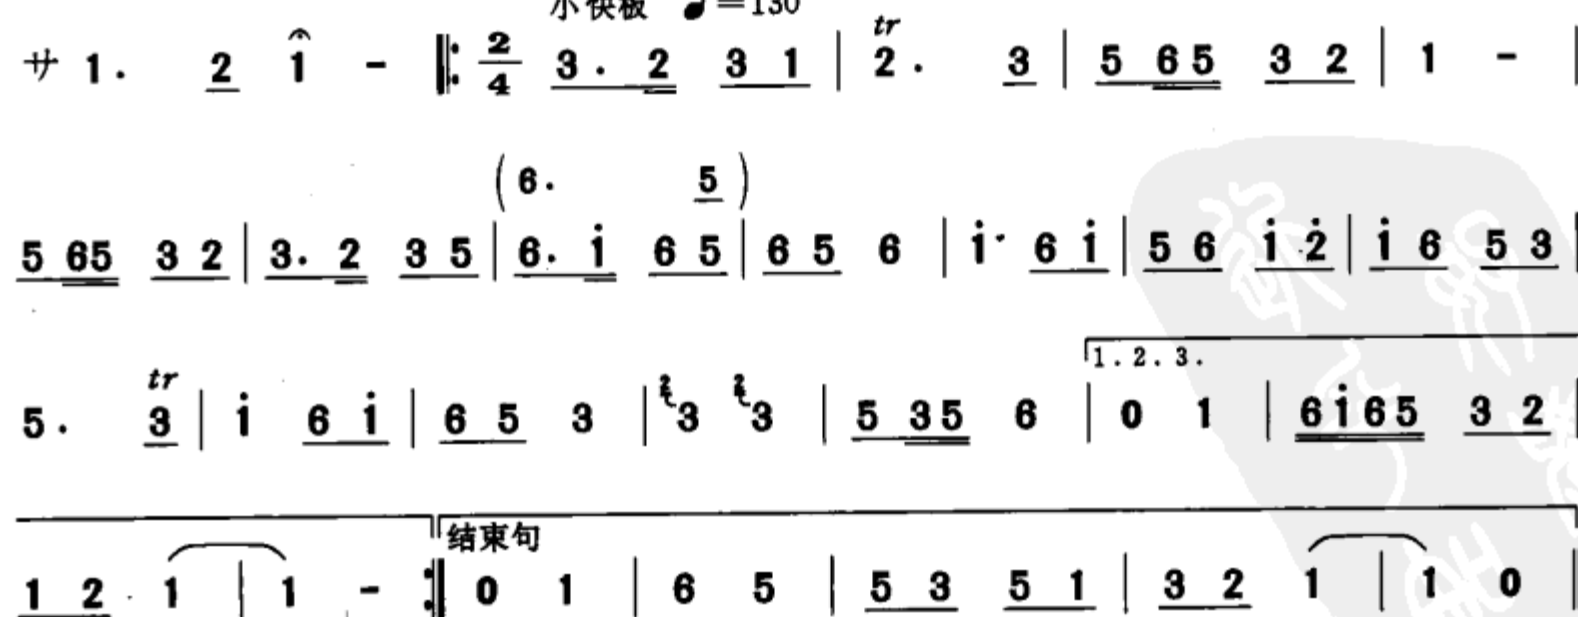 小快板 ♩=130
サ 1. 2 1 - ‖: 2/4 3. 2 3 1 | tr 2. 3 | 5 65 3 2 | 1 - |
(6. 5)
5 65 3 2 | 3. 2 3 5 | 6. i 6 5 | 6 5 6 | i· 6 i | 5 6 i 2̇ | i 6 5 3 |
1.2.3.
5. tr 3 | i 6 i | 6 5 3 | 2 3 2 3 | 5 35 6 | 0 1 | 6i65 3 2 |
结束句
1 2 1 | 1 - :‖ 0 1 | 6 5 | 5 3 5 1 | 3 2 1 | 1 0 |